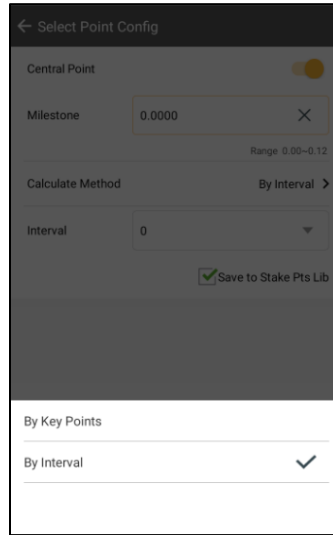 Select Point Config
Central Point
Milestone 0.0000
Range 0.00~0.12
Calculate Method By Interval
Interval 0
Save to Stake Pts Lib
By Key Points
By Interval